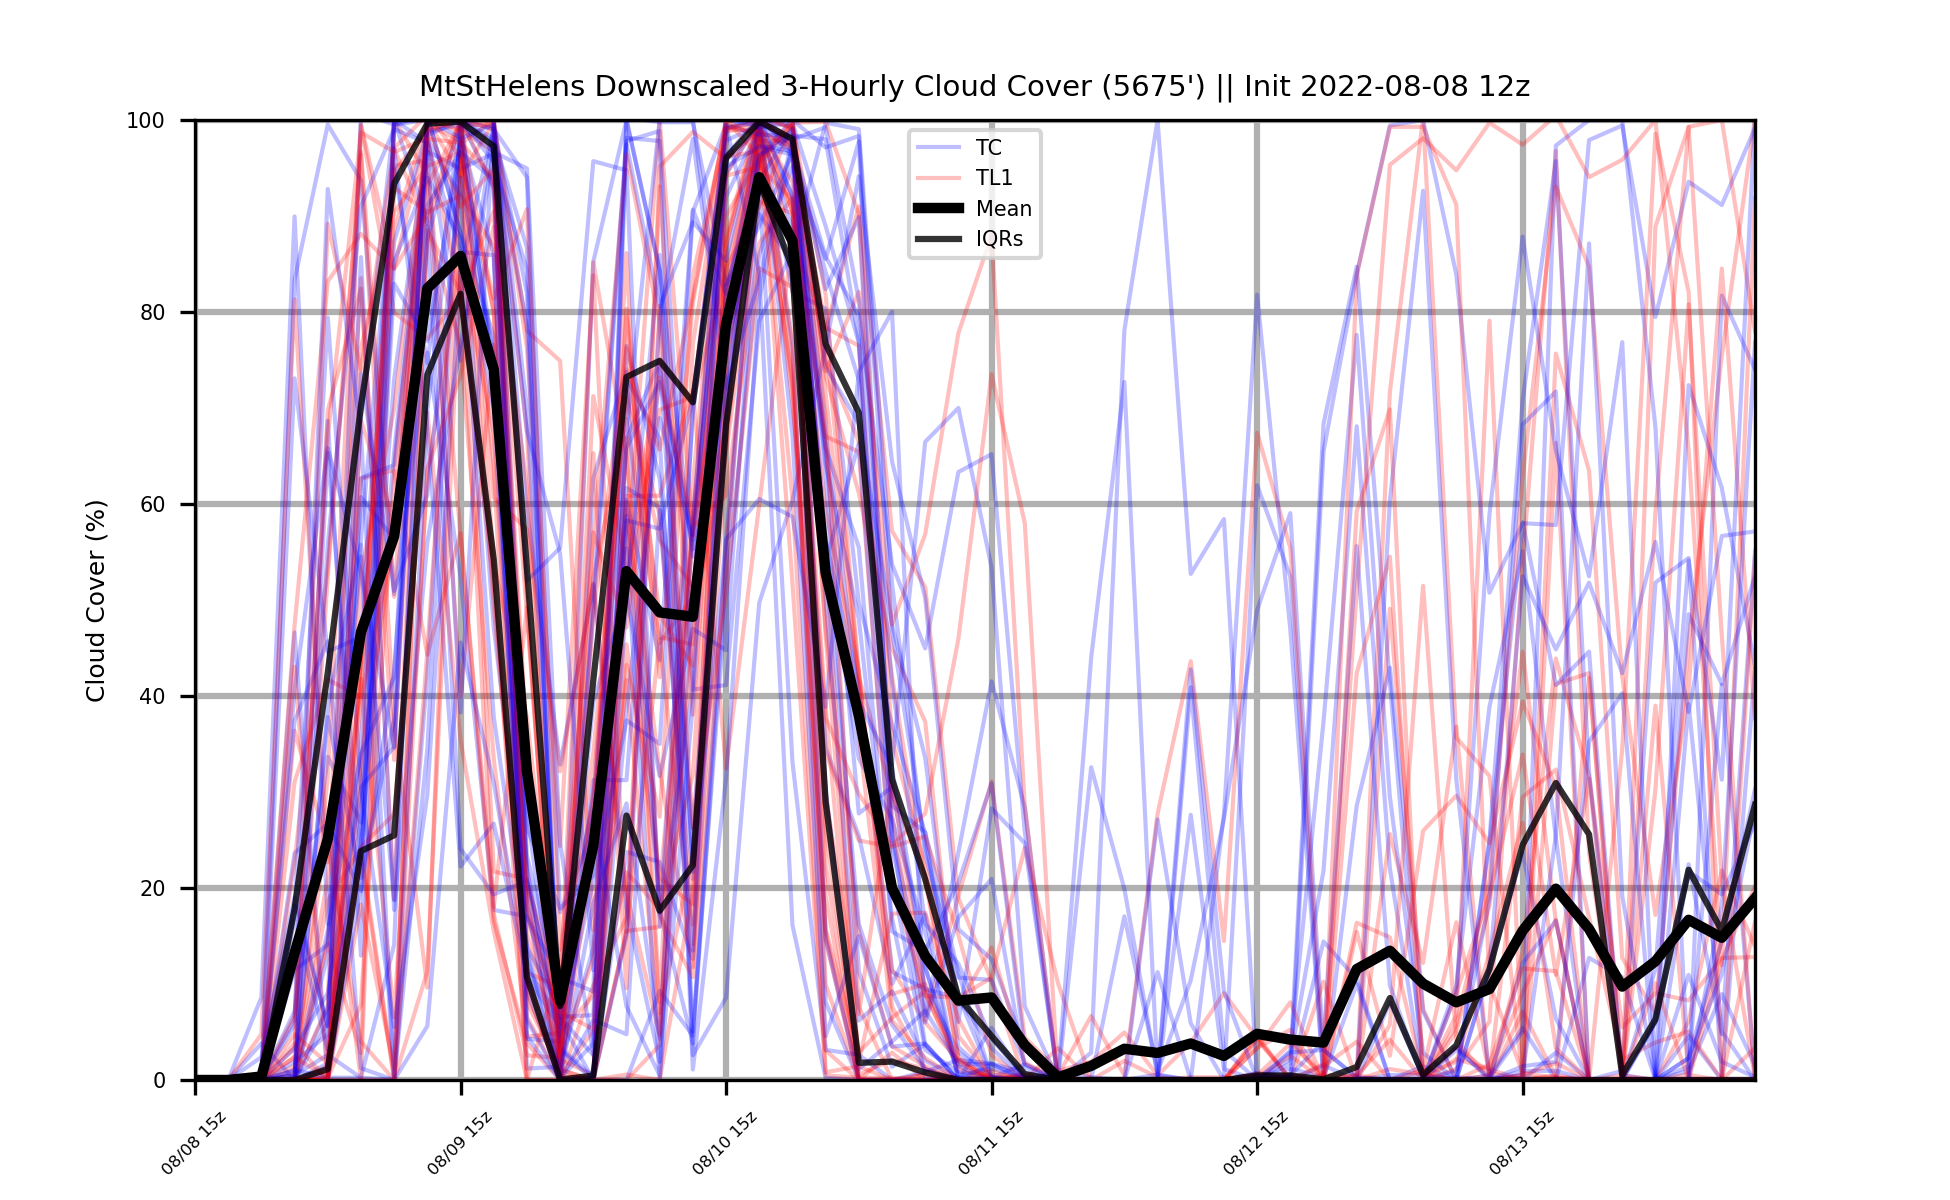 MtStHelens Downscaled 3-Hourly Cloud Cover (5675') || Init 2022-08-08 12z
Cloud Cover (%)
100
80
60
40
20
0
TC
TL1
Mean
IQRs
08/08 15z
08/09 15z
08/10 15z
08/11 15z
08/12 15z
08/13 15z